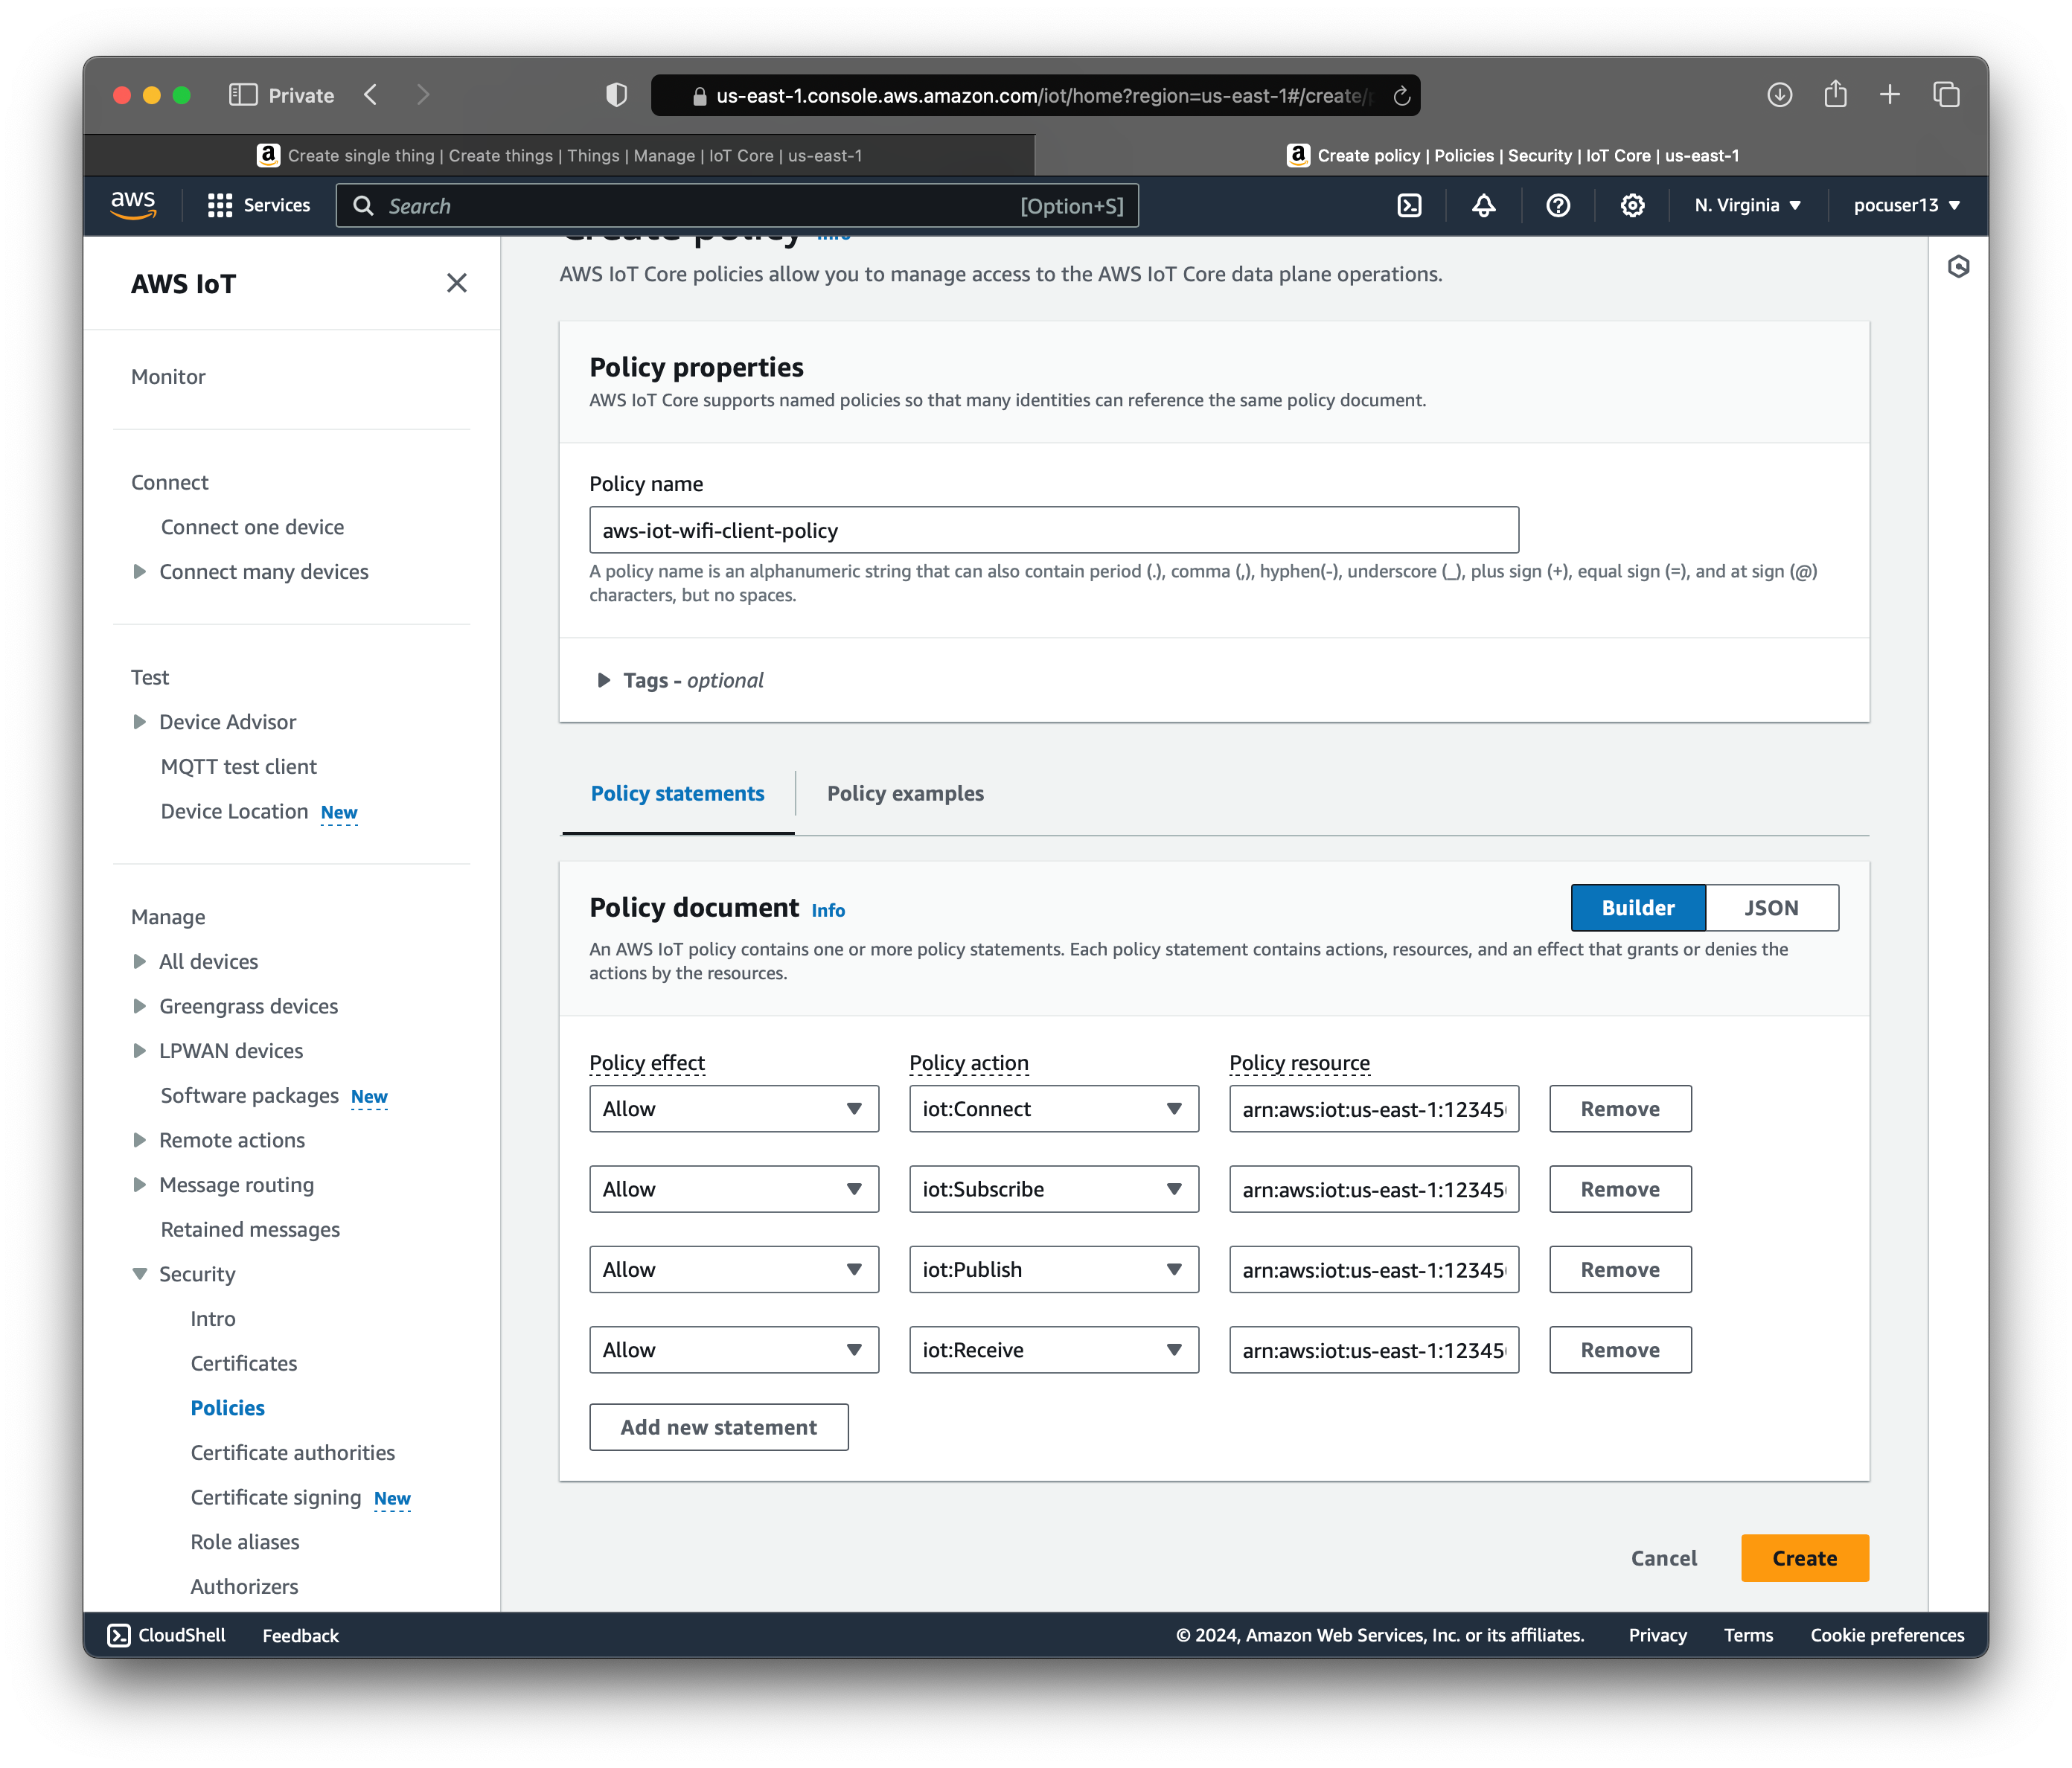 Private
us-east-1.console.aws.amazon.com/iot/home?region=us-east-1#/create/
Create single thing | Create things | Things | Manage | IoT Core | us-east-1
Create policy | Policies | Security | IoT Core | us-east-1
aws
Services
Search
[Option+S]
N. Virginia
pocuser13
AWS IoT
Monitor
Connect
Connect one device
Connect many devices
Test
Device Advisor
MQTT test client
Device Location New
Manage
All devices
Greengrass devices
LPWAN devices
Software packages New
Remote actions
Message routing
Retained messages
Security
Intro
Certificates
Policies
Certificate authorities
Certificate signing New
Role aliases
Authorizers
Create policy Info
AWS IoT Core policies allow you to manage access to the AWS IoT Core data plane operations.
Policy properties
AWS IoT Core supports named policies so that many identities can reference the same policy document.
Policy name
aws-iot-wifi-client-policy
A policy name is an alphanumeric string that can also contain period (.), comma (,), hyphen(-), underscore (_), plus sign (+), equal sign (=), and at sign (@)
characters, but no spaces.
Tags - optional
Policy statements
Policy examples
Policy document Info
Builder
JSON
An AWS IoT policy contains one or more policy statements. Each policy statement contains actions, resources, and an effect that grants or denies the
actions by the resources.
Policy effect
Policy action
Policy resource
Allow
iot:Connect
arn:aws:iot:us-east-1:12345
Remove
Allow
iot:Subscribe
arn:aws:iot:us-east-1:12345
Remove
Allow
iot:Publish
arn:aws:iot:us-east-1:12345
Remove
Allow
iot:Receive
arn:aws:iot:us-east-1:12345
Remove
Add new statement
Cancel
Create
CloudShell
Feedback
© 2024, Amazon Web Services, Inc. or its affiliates.
Privacy
Terms
Cookie preferences